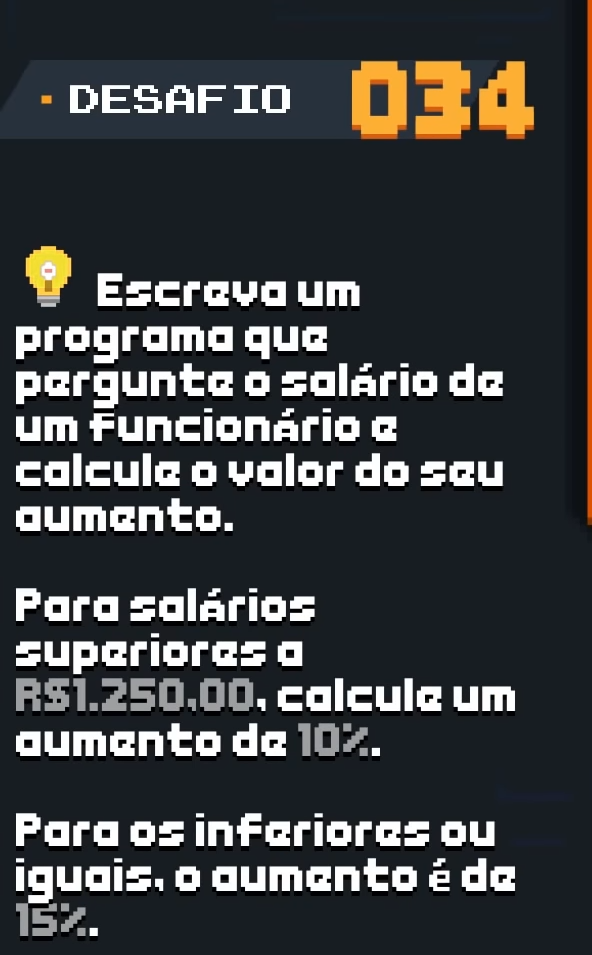 DESAFIO 034
Escreva um
programa que
pergunte o salário de
um funcionário e
calcule o valor do seu
aumento.
Para salários
superiores a
R$1.250,00, calcule um
aumento de 10%.
Para os inferiores ou
iguais, o aumento é de
15%.